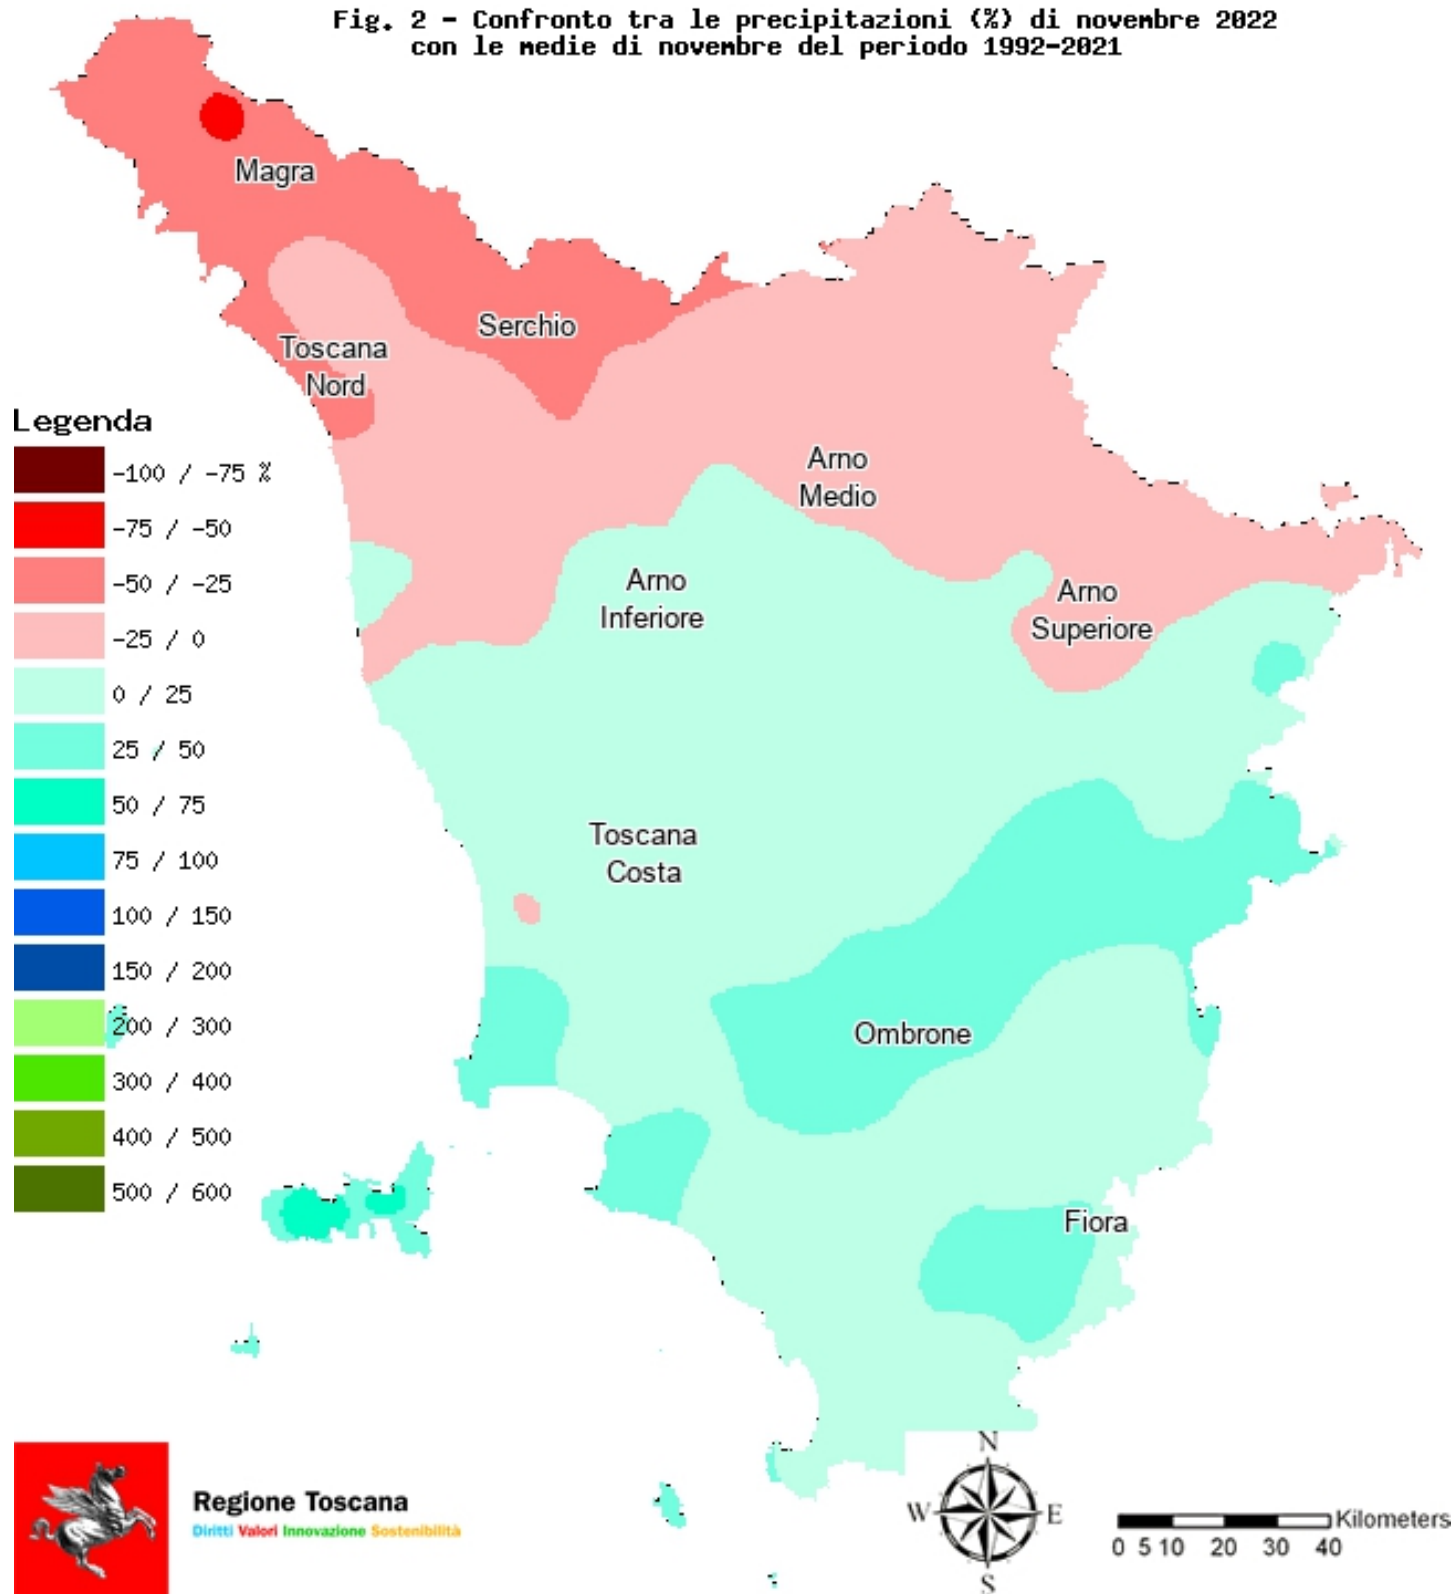 Fig. 2 - Confronto tra le precipitazioni (%) di novembre 2022
con le medie di novembre del periodo 1992-2021
Magra
Serchio
Toscana
Nord
Legenda
-100 / -75 %
-75 / -50
-50 / -25
-25 / 0
0 / 25
25 / 50
50 / 75
75 / 100
100 / 150
150 / 200
200 / 300
300 / 400
400 / 500
500 / 600
Arno
Medio
Arno
Inferiore
Arno
Superiore
Toscana
Costa
Ombrone
Fiora
Regione Toscana
Diritti Valori Innovazione Sostenibilità
N
W E
S
Kilometers
0 5 10 20 30 40